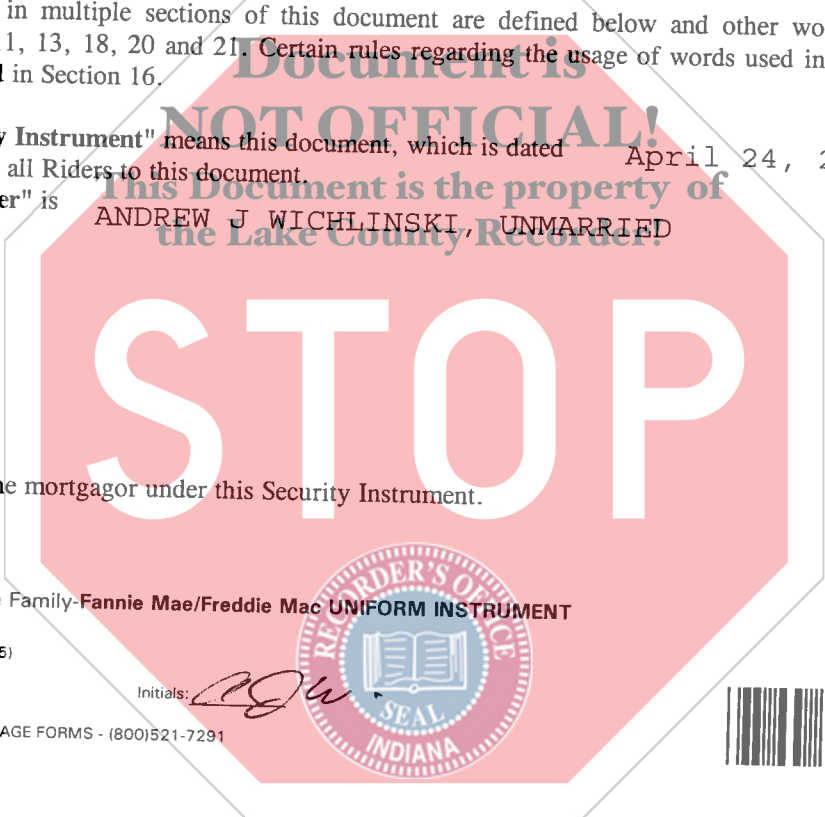 in multiple sections of this document are defined below and other wo
11, 13, 18, 20 and 21. Certain rules regarding the usage of words used in
in Section 16.
Document is
NOT OFFICIAL!
This Document is the property of
the Lake County Recorder!
Instrument" means this document, which is dated April 24, 2
all Riders to this document.
er" is
ANDREW J WICHLINSKI, UNMARRIED
STOP
e mortgagor under this Security Instrument.
Family-Fannie Mae/Freddie Mac UNIFORM INSTRUMENT
5)
Initials: AJW
AGE FORMS - (800)521-7291
RECORDER'S OFFICE
SEAL
INDIANA